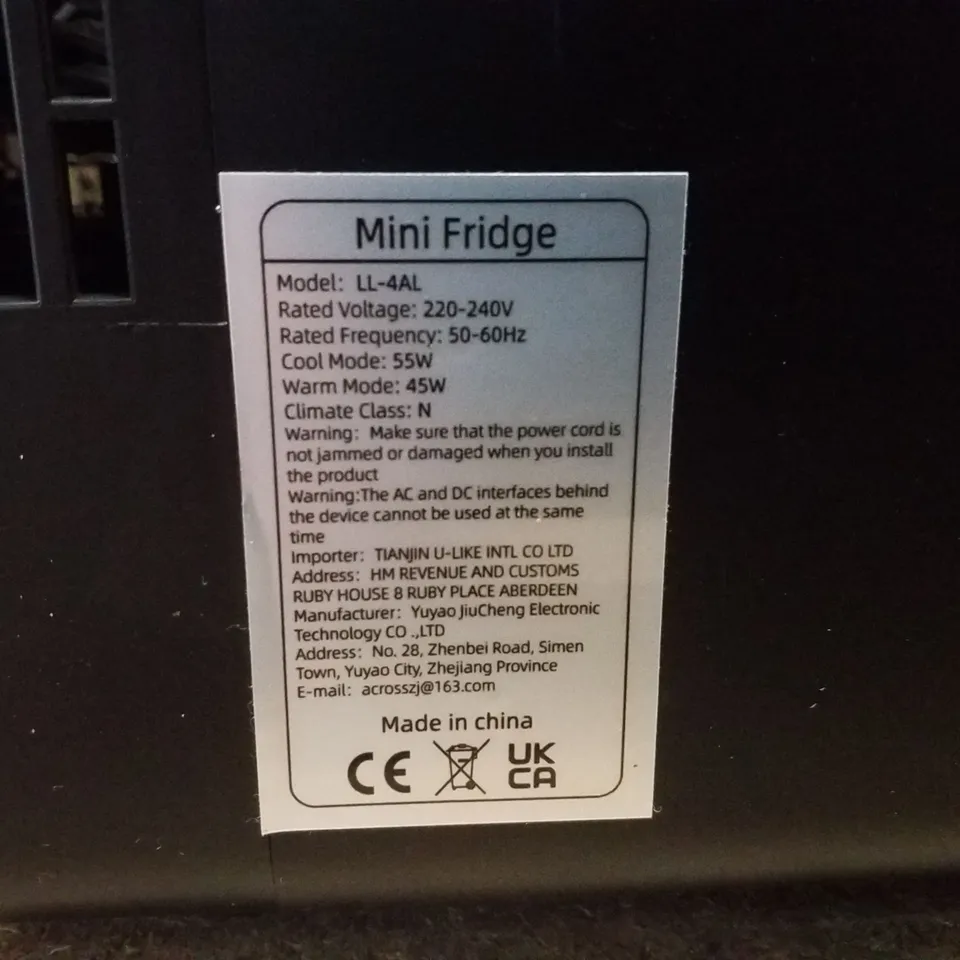 Mini Fridge
Model: LL-4AL
Rated Voltage: 220-240V
Rated Frequency: 50-60Hz
Cool Mode: 55W
Warm Mode: 45W
Climate Class: N
Warning: Make sure that the power cord is
not jammed or damaged when you install
the product
Warning:The AC and DC interfaces behind
the device cannot be used at the same
time
Importer: TIANJIN U-LIKE INTL CO LTD
Address: HM REVENUE AND CUSTOMS
RUBY HOUSE 8 RUBY PLACE ABERDEEN
Manufacturer: Yuyao JiuCheng Electronic
Technology CO .,LTD
Address: No. 28, Zhenbei Road, Simen
Town, Yuyao City, Zhejiang Province
E-mail: acrosszj@163.com
Made in china
CE
UK
CA